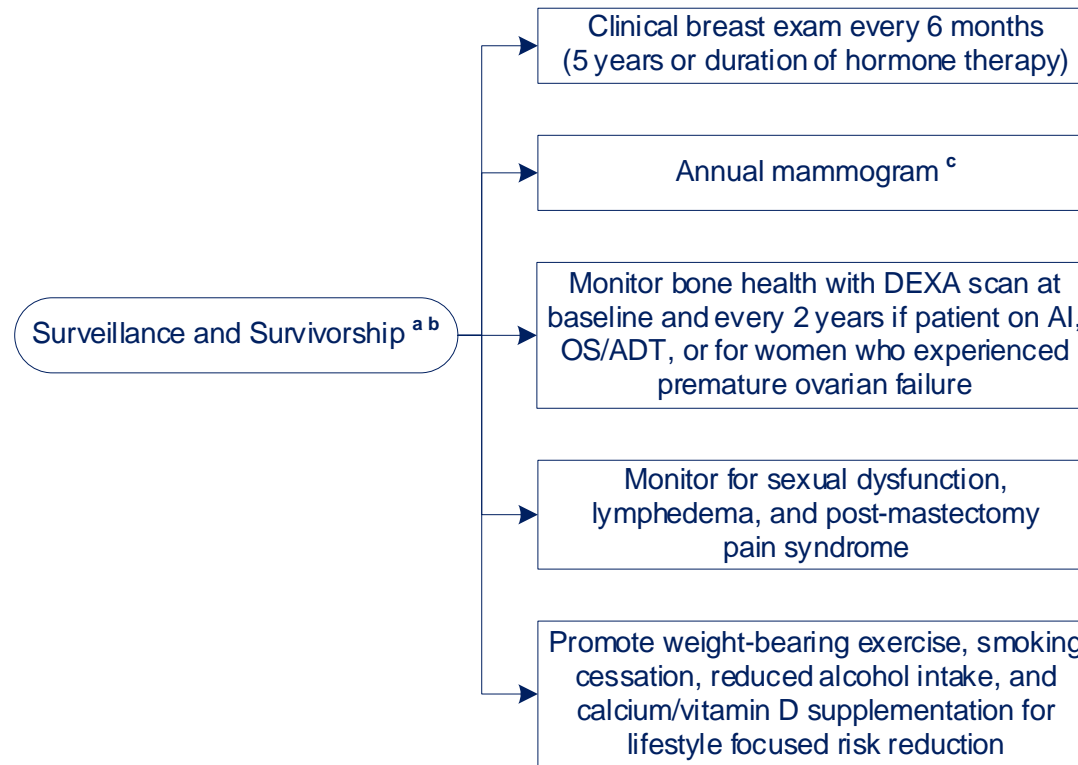 Clinical breast exam every 6 months
(5 years or duration of hormone therapy)
Annual mammogram c
Monitor bone health with DEXA scan at
baseline and every 2 years if patient on AI,
OS/ADT, or for women who experienced
premature ovarian failure
Surveillance and Survivorship a b
Monitor for sexual dysfunction,
lymphedema, and post-mastectomy
pain syndrome
Promote weight-bearing exercise, smoking
cessation, reduced alcohol intake, and
calcium/vitamin D supplementation for
lifestyle focused risk reduction